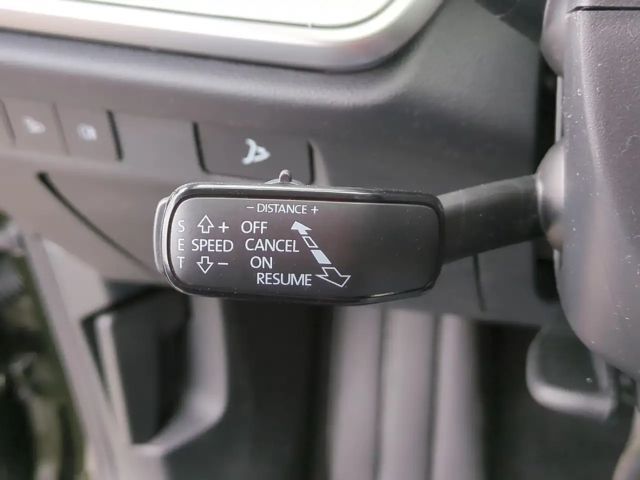 - DISTANCE +
S + OFF
E SPEED CANCEL
T - ON
RESUME